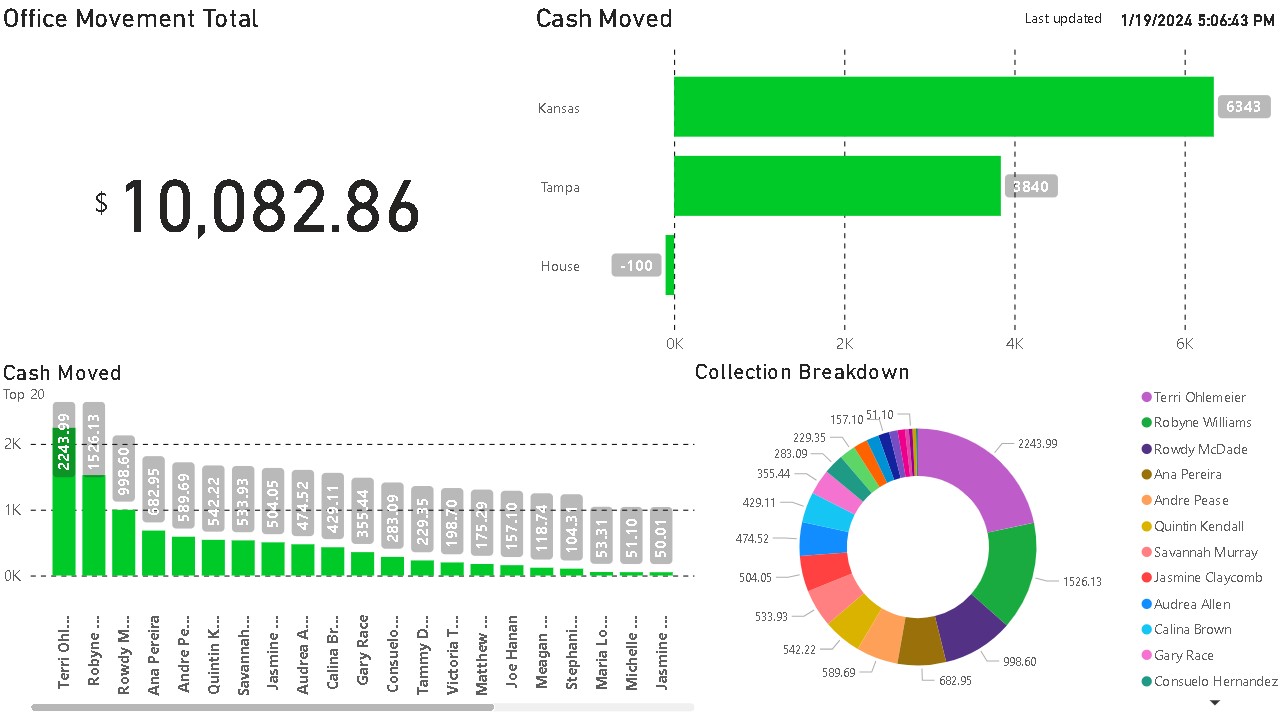 Office Movement Total
$ 10,082.86
Cash Moved
Last updated 1/19/2024 5:06:43 PM
Kansas
6343
Tampa
3840
House
-100
0K 2K 4K 6K
Cash Moved
Top 20
2K
1K
0K
2243.99
1526.13
998.60
682.95
589.69
542.22
533.93
504.05
474.52
429.11
355.44
283.09
229.35
198.70
175.29
157.10
118.74
104.31
53.31
51.10
50.01
Terri Ohl...
Robyne ...
Rowdy M...
Ana Pereira
Andre Pe...
Quintin K...
Savannah...
Jasmine ...
Audrea A...
Calina Br...
Gary Race
Consuelo...
Tammy D...
Victoria T...
Matthew ...
Joe Hanan
Meagan ...
Stephani...
Maria Lo...
Michelle ...
Jasmine ...
Collection Breakdown
2243.99
1526.13
998.60
682.95
589.69
542.22
533.93
504.05
474.52
429.11
355.44
283.09
229.35
157.10
51.10
Terri Ohlemeier
Robyne Williams
Rowdy McDade
Ana Pereira
Andre Pease
Quintin Kendall
Savannah Murray
Jasmine Claycomb
Audrea Allen
Calina Brown
Gary Race
Consuelo Hernandez